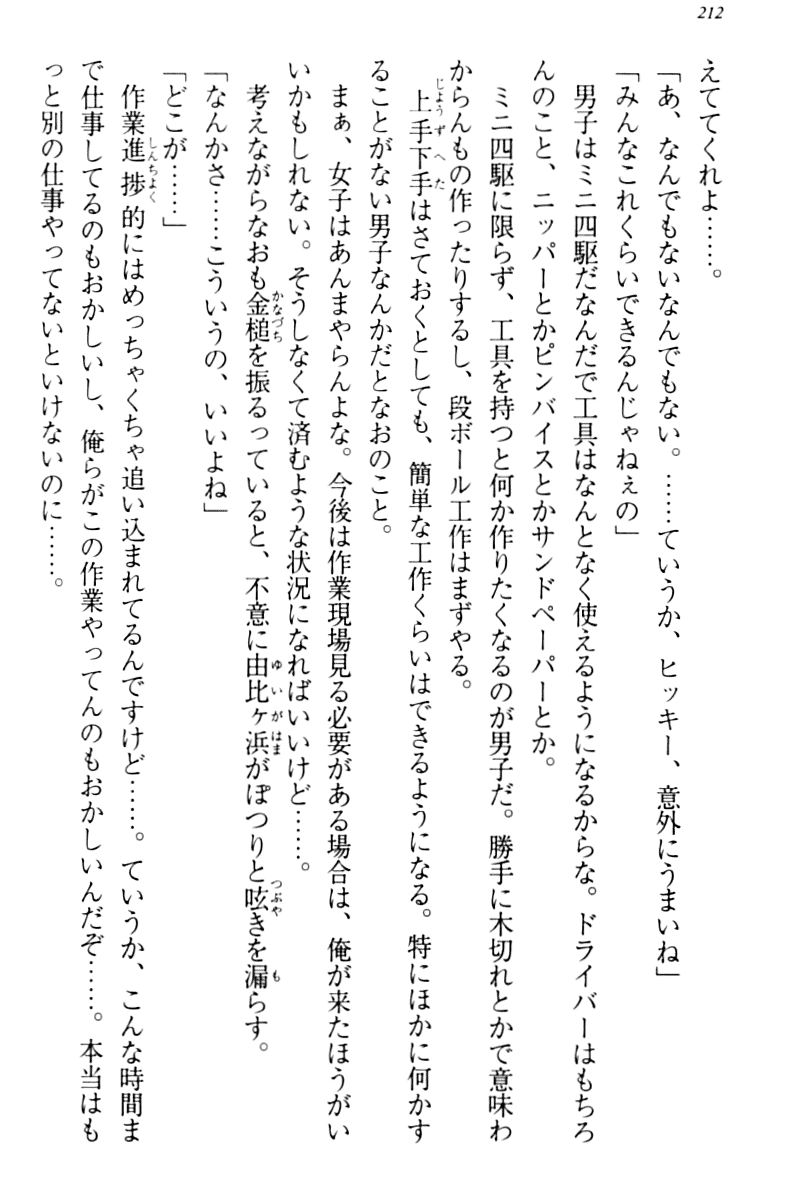 212
えててくれよ……。
「あ、なんでもないなんでもない。……ていうか、ヒッキー、意外にうまいね」
「みんなこれくらいできるんじゃねぇの」
男子はミニ四駆だなんだで工具はなんとなく使えるようになるからな。ドライバーはもちろ
んのこと、ニッパーとかピンバイスとかサンドペーパーとか。
ミニ四駆に限らず、工具を持つと何か作りたくなるのが男子だ。勝手に木切れとかで意味わ
からんもの作ったりするし、段ボール工作はまずやる。
上手下手はさておくとしても、簡単な工作くらいはできるようになる。特にほかに何かす
ることがない男子なんかだとなおのこと。
まぁ、女子はあんまやらんよな。今後は作業現場見る必要がある場合は、俺が来たほうがい
いかもしれない。そうしなくて済むような状況になればいいけど……。
考えながらなおも金槌を振るっていると、不意に由比ヶ浜がぽつりと呟きを漏らす。
「なんかさ……こういうの、いいよね」
「どこが……」
作業進捗的にはめっちゃくちゃ追い込まれてるんですけど……。ていうか、こんな時間ま
で仕事してるのもおかしいし、俺らがこの作業やってんのもおかしいんだぞ……。本当はも
っと別の仕事やってないといけないのに……。